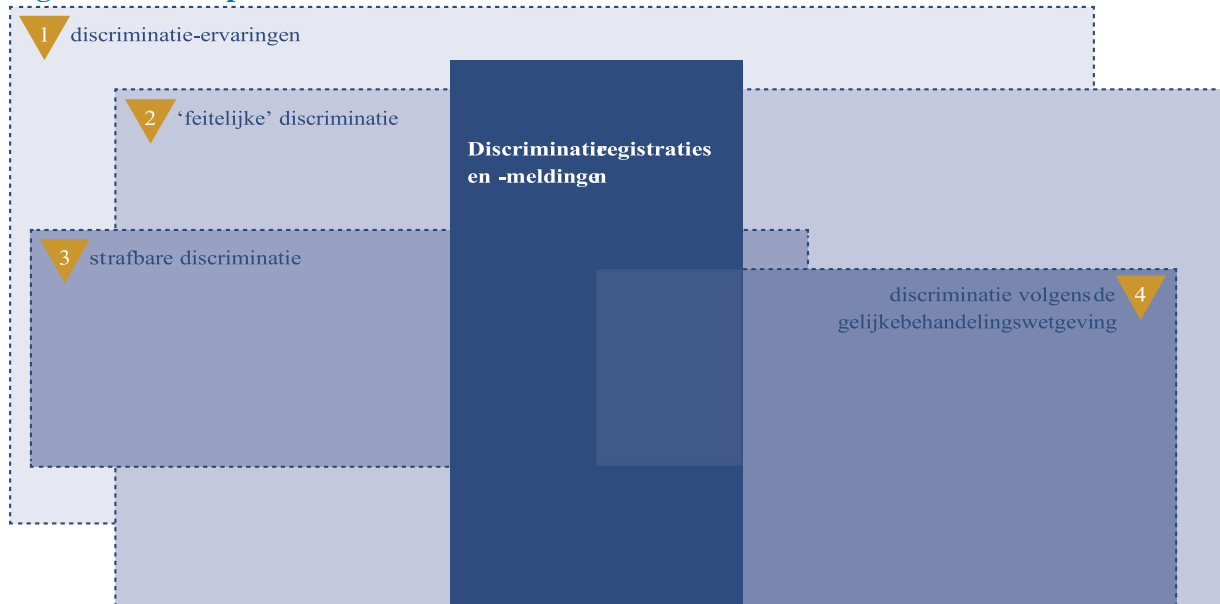 1 discriminatie-ervaringen
2 ‘feitelijke’ discriminatie
Discriminatieregistraties
en -meldingen
3 strafbare discriminatie
discriminatie volgens de 4
gelijkebehandelingswetgeving